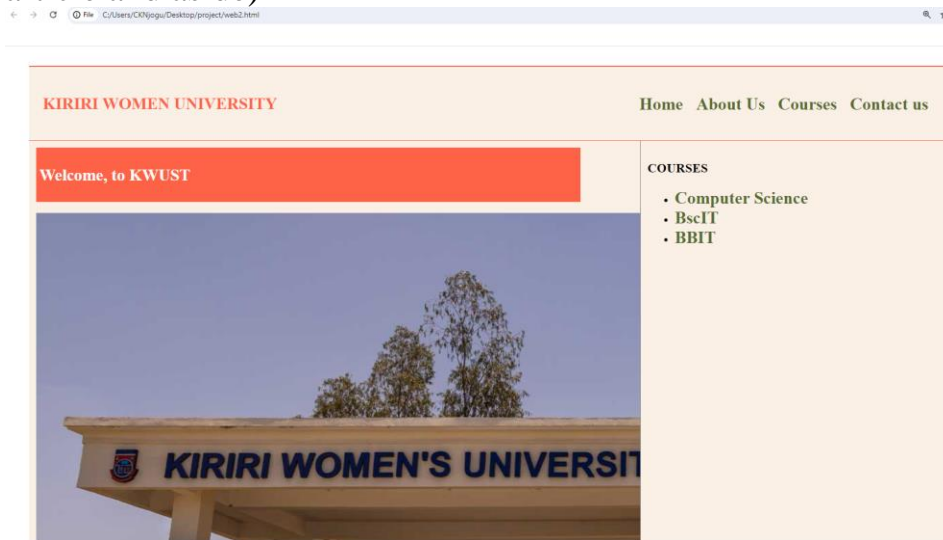 File C:/Users/CKNjogu/Desktop/project/web2.html
KIRIRI WOMEN UNIVERSITY
Home About Us Courses Contact us
Welcome, to KWUST
COURSES
Computer Science
BscIT
BBIT
KIRIRI WOMEN'S UNIVERSIT